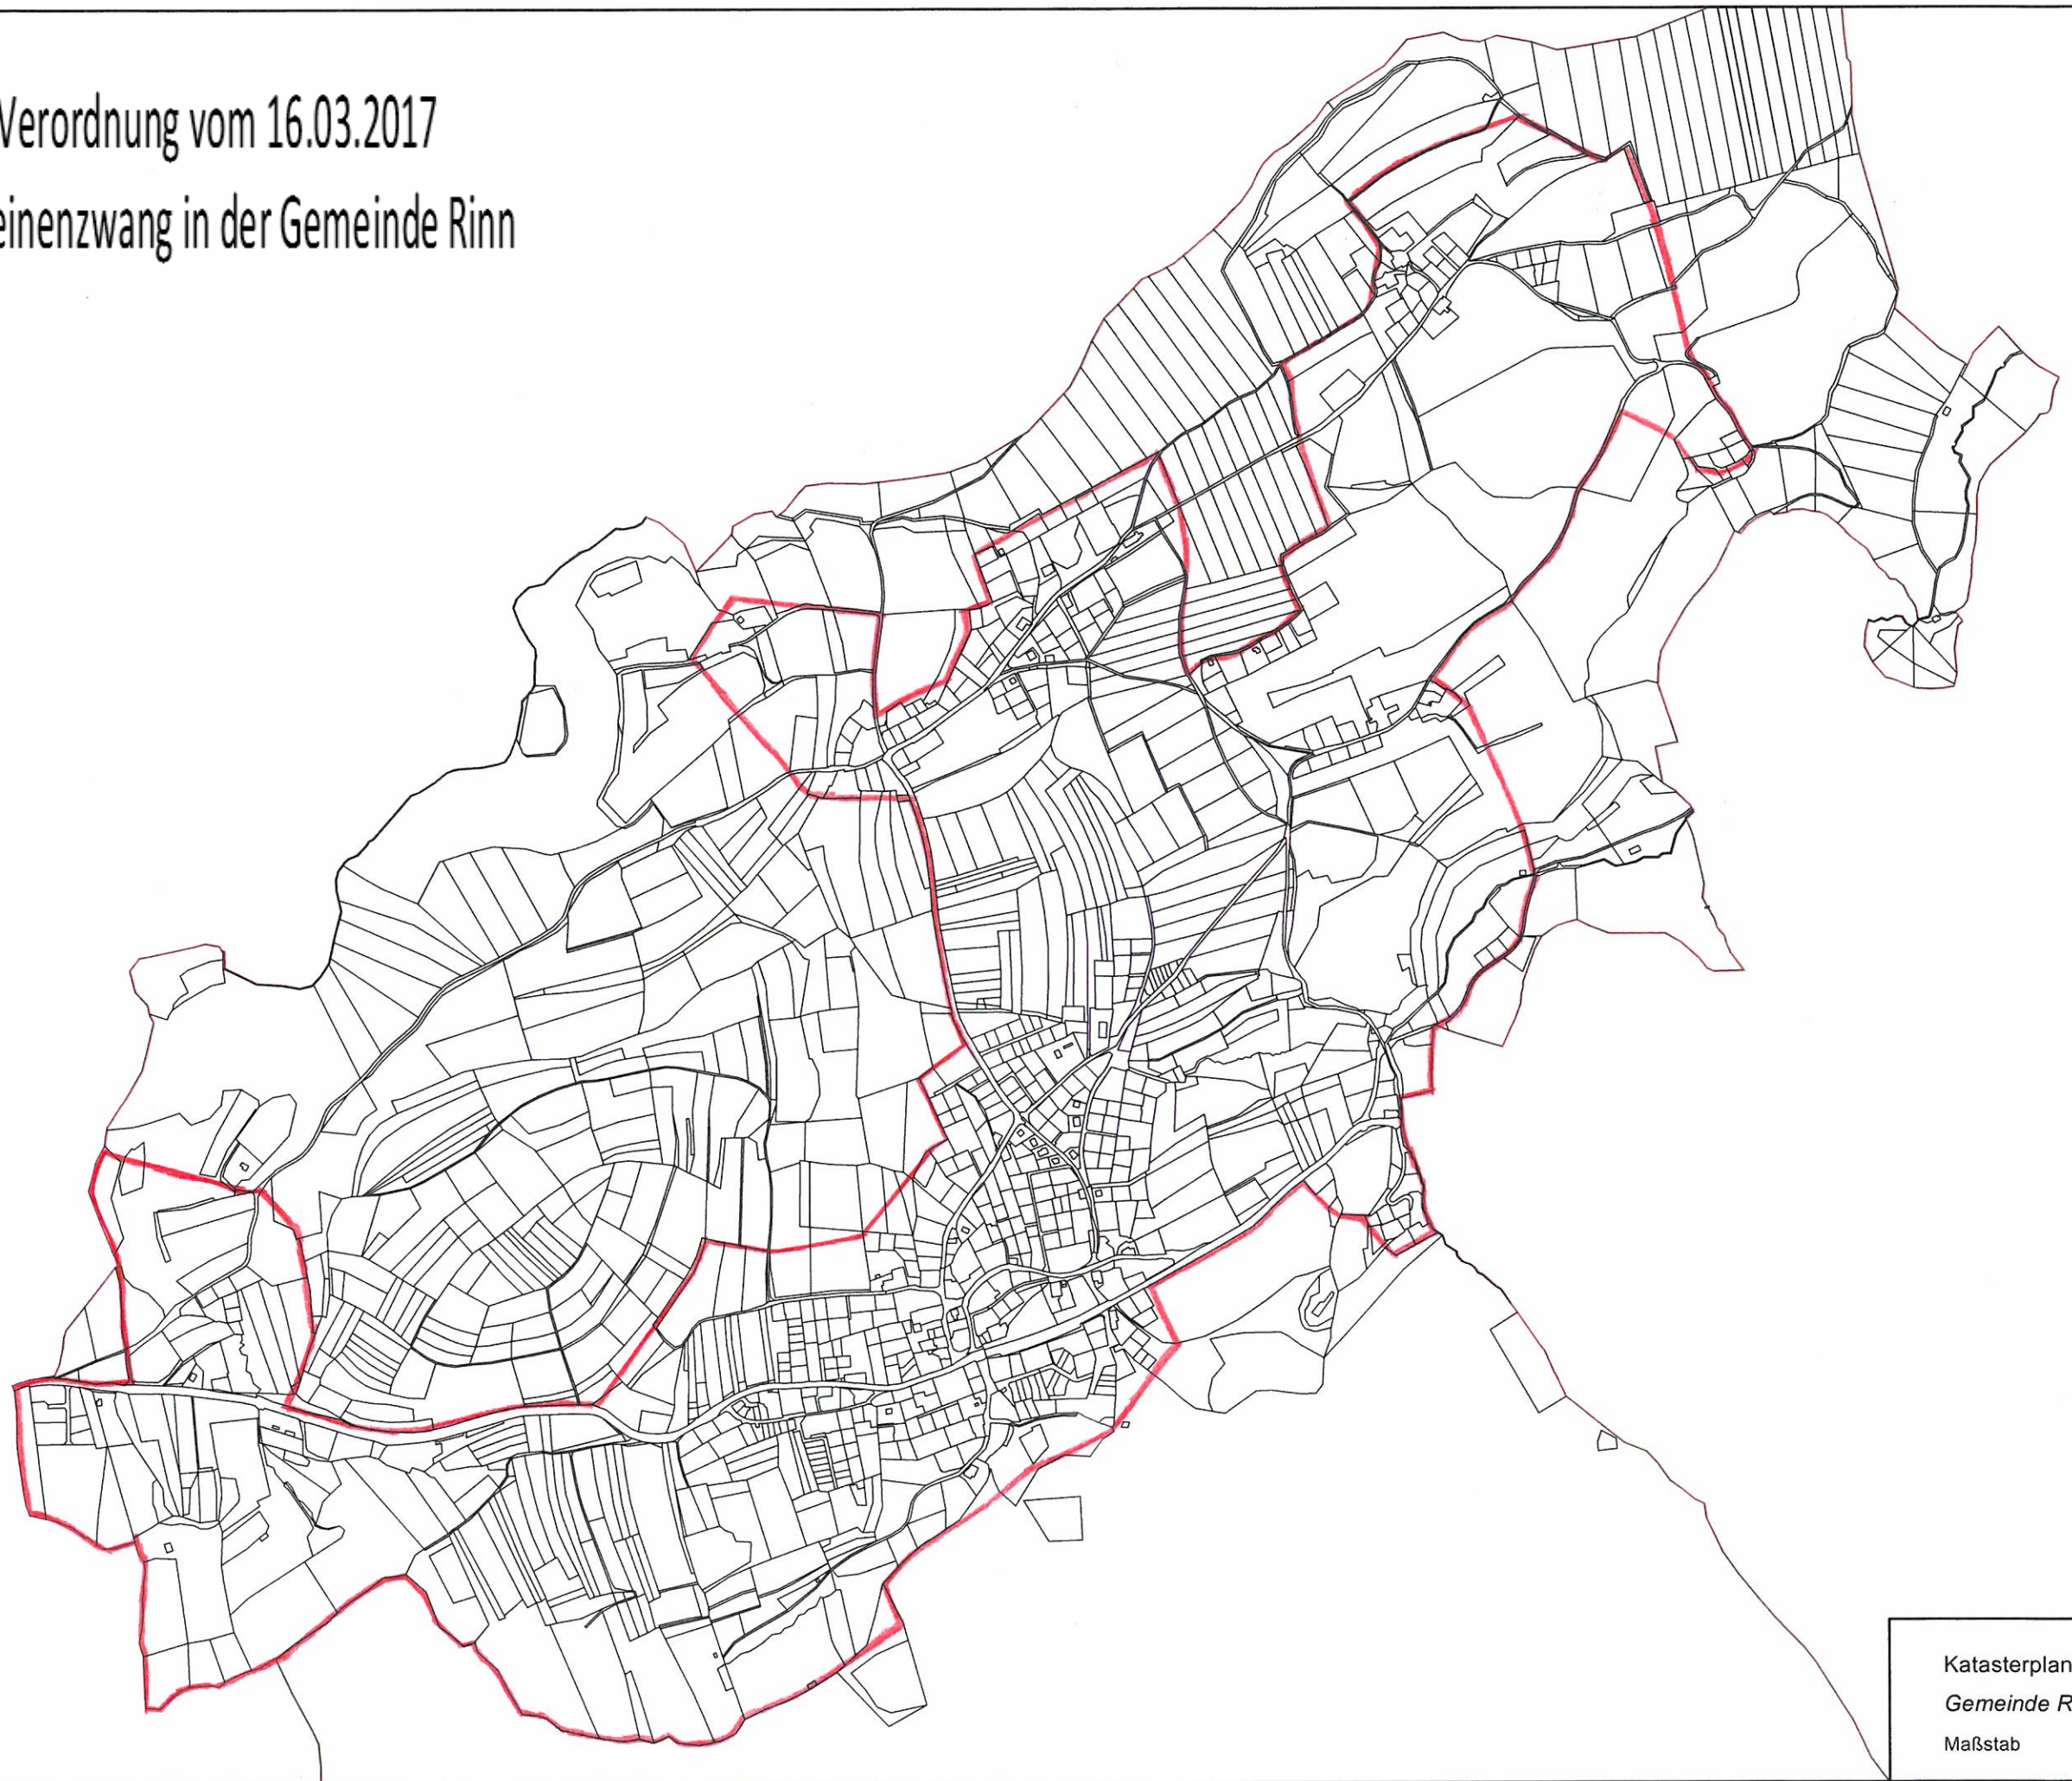 Verordnung vom 16.03.2017
einenzwang in der Gemeinde Rinn
Katasterplan
Gemeinde R
Maßstab